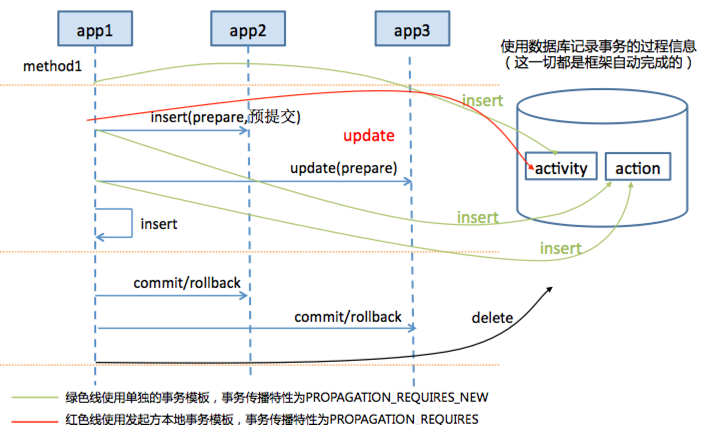 app1
app2
app3
使用数据库记录事务的过程信息
（这一切都是框架自动完成的）
method1
insert
insert(prepare,预提交)
update
activity
action
update(prepare)
insert
insert
insert
commit/rollback
commit/rollback
delete
绿色线使用单独的事务模板，事务传播特性为PROPAGATION_REQUIRES_NEW
红色线使用发起方本地事务模板，事务传播特性为PROPAGATION_REQUIRES